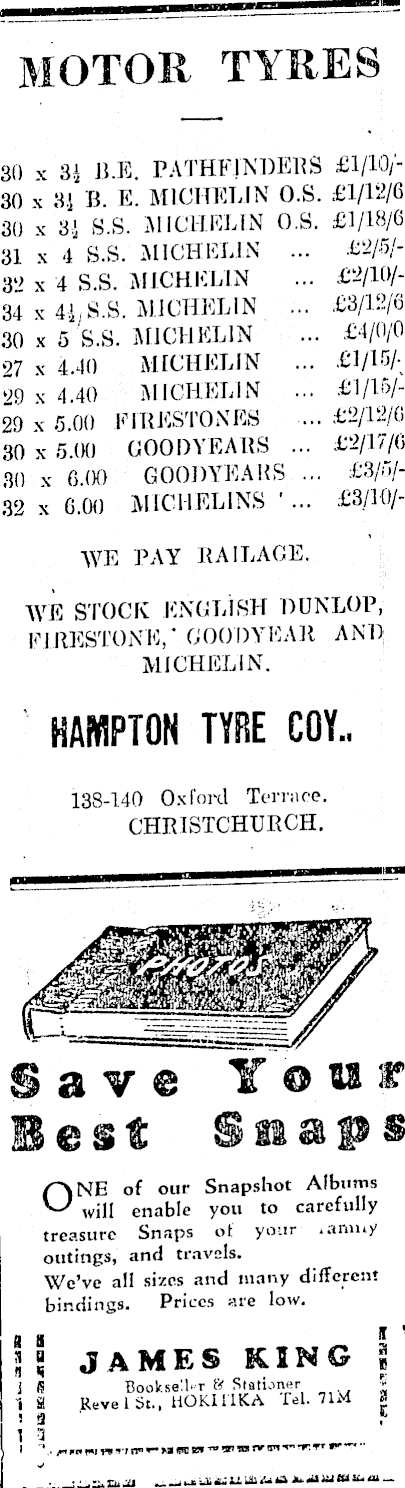 MOTOR TYRES
30 x 3½ B.E. PATHFINDERS £1/10/-
30 x 3½ B. E. MICHELIN O.S. £1/12/6
30 x 3½ S.S. MICHELIN O.S. £1/18/6
31 x 4 S.S. MICHELIN ... £2/5/-
32 x 4 S.S. MICHELIN ... £2/10/-
34 x 4½ S.S. MICHELIN ... £3/12/6
30 x 5 S.S. MICHELIN ... £4/0/0
27 x 4.40 MICHELIN ... £1/15/-
29 x 4.40 MICHELIN ... £1/15/-
29 x 5.00 FIRESTONES ... £2/12/6
30 x 5.00 GOODYEARS ... £2/17/6
30 x 6.00 GOODYEARS ... £3/5/-
32 x 6.00 MICHELINS ... £3/10/-
WE PAY RAILAGE.
WE STOCK ENGLISH DUNLOP,
FIRESTONE, GOODYEAR AND
MICHELIN.
HAMPTON TYRE COY.,
138-140 Oxford Terrace.
CHRISTCHURCH.
PHOTOS
Save Your
Best Snaps
ONE of our Snapshot Albums
will enable you to carefully
treasure Snaps of your family
outings, and travels.
We've all sizes and many different
bindings. Prices are low.
JAMES KING
Bookseller & Stationer
Revell St., HOKITIKA Tel. 71M